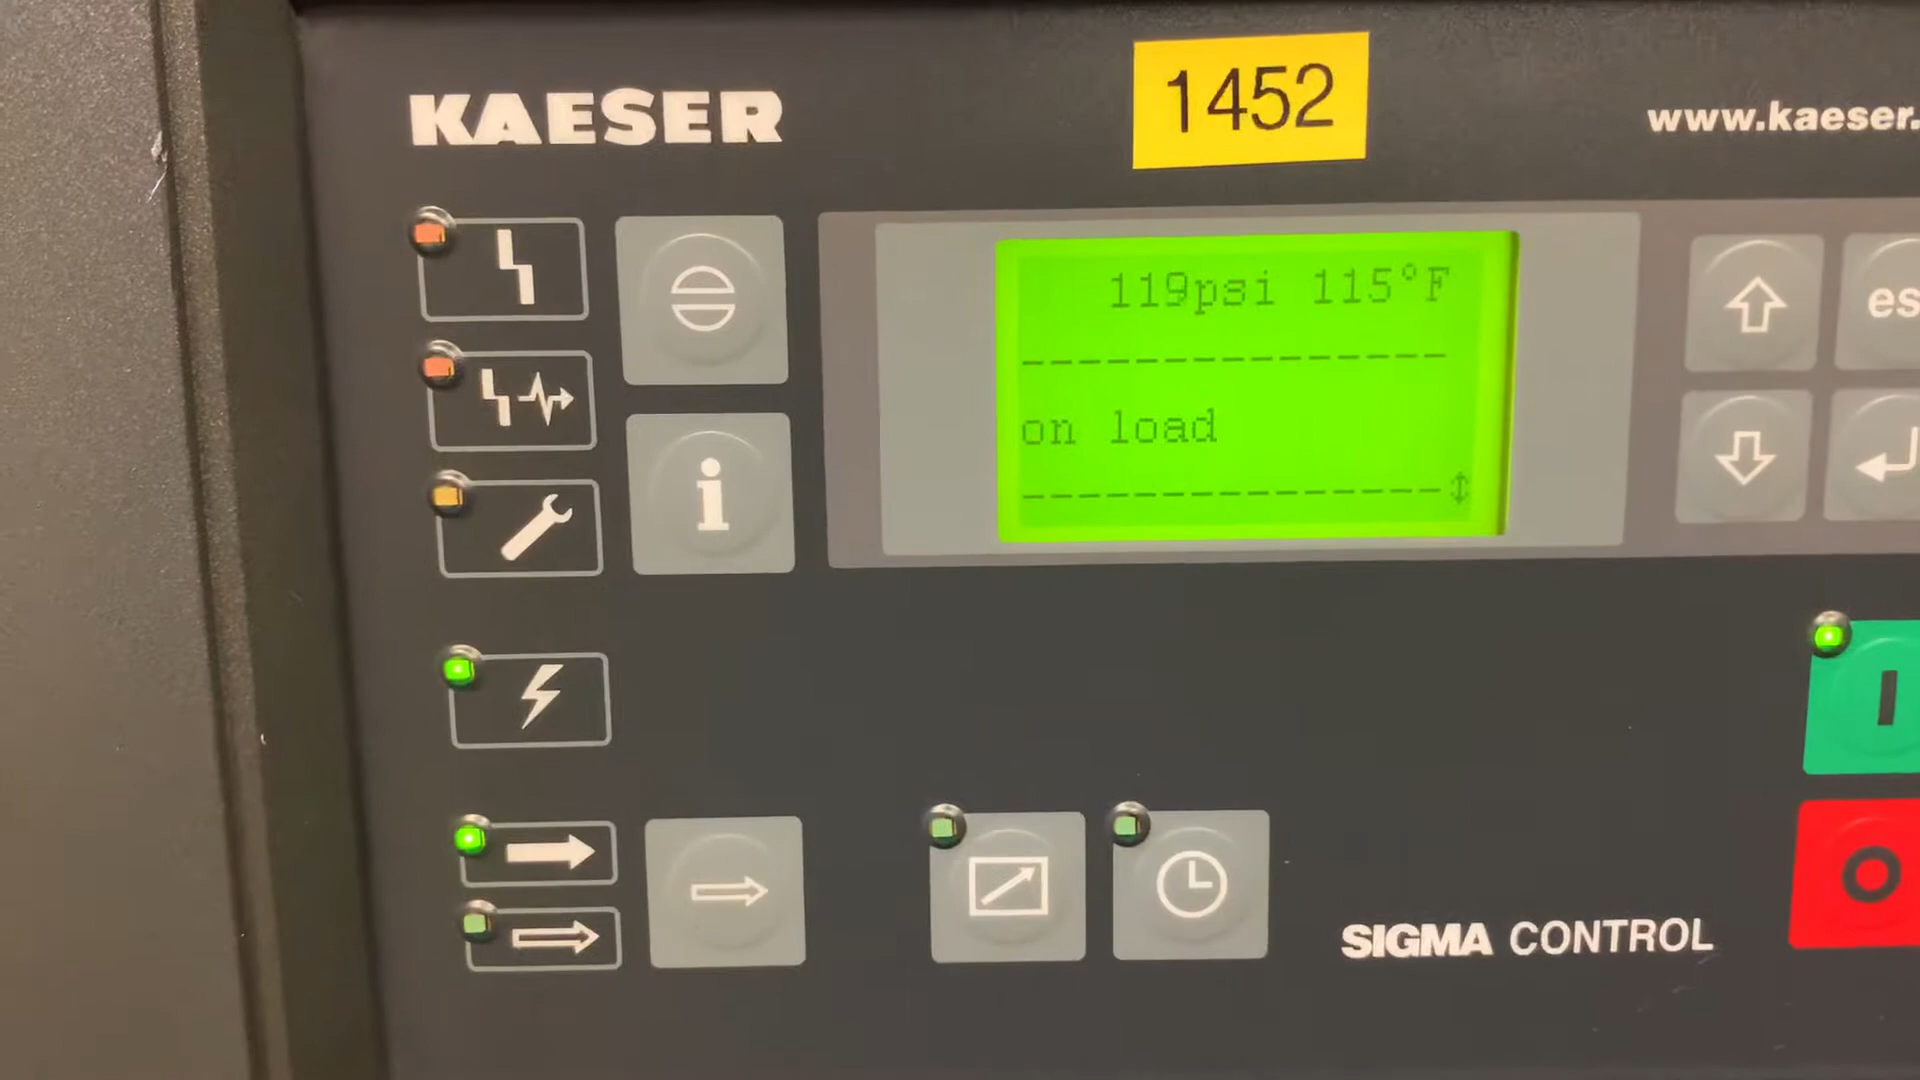 KAESER
1452
www.kaeser.
119psi 115°F
on load
es
i
I
O
SIGMA CONTROL